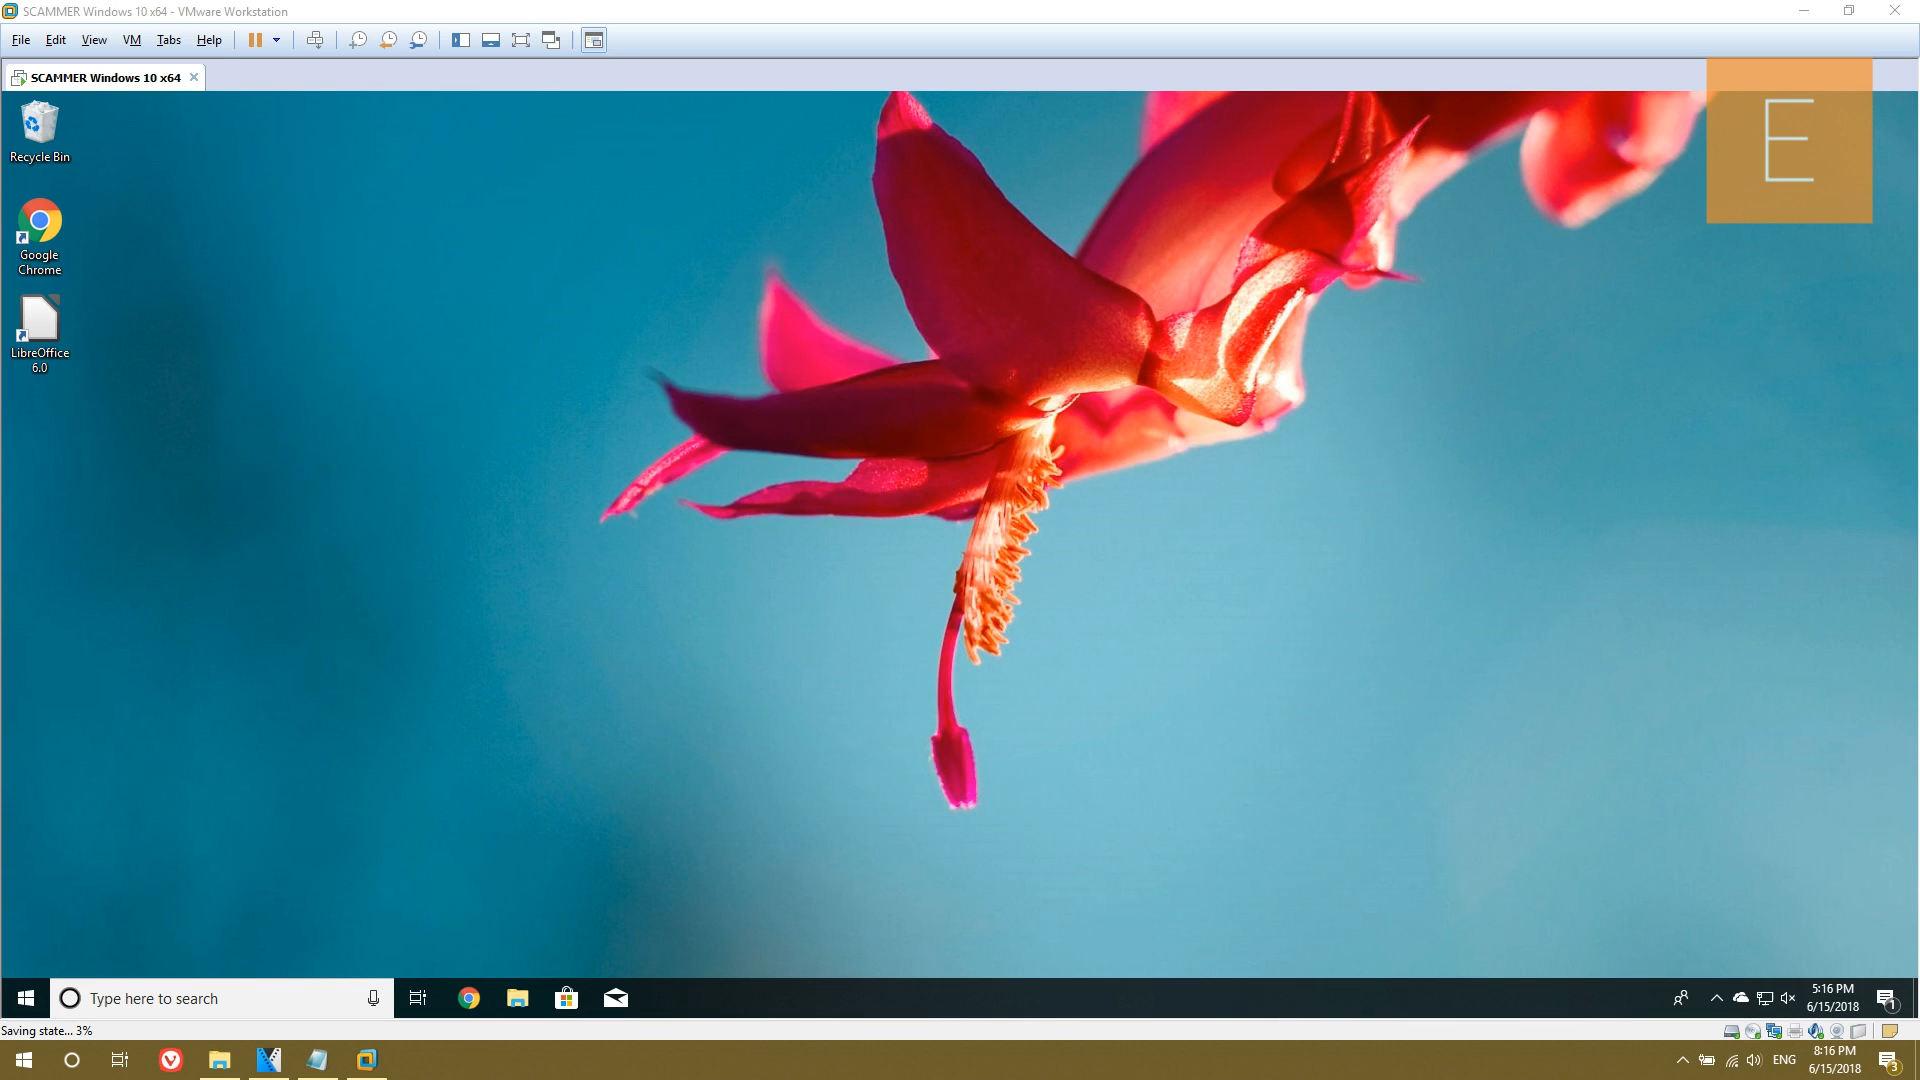 SCAMMER Windows 10 x64 - VMware Workstation
File Edit View VM Tabs Help
SCAMMER Windows 10 x64
E
Recycle Bin
Google
Chrome
LibreOffice
6.0
Type here to search
5:16 PM
6/15/2018
1
Saving state... 3%
ENG
8:16 PM
6/15/2018
3